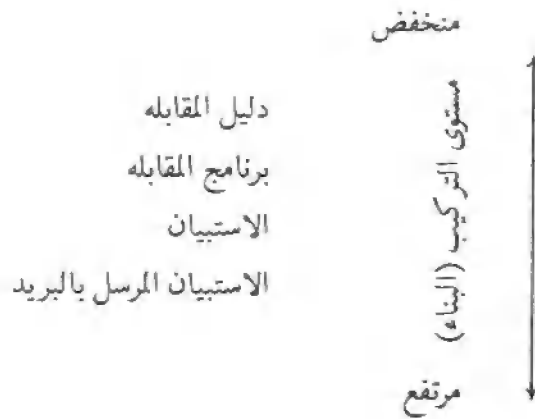 منخفض
مستوى التركيب (البناء)
دليل المقابله
برنامج المقابله
الاستبيان
الاستبيان المرسل بالبريد
مرتفع